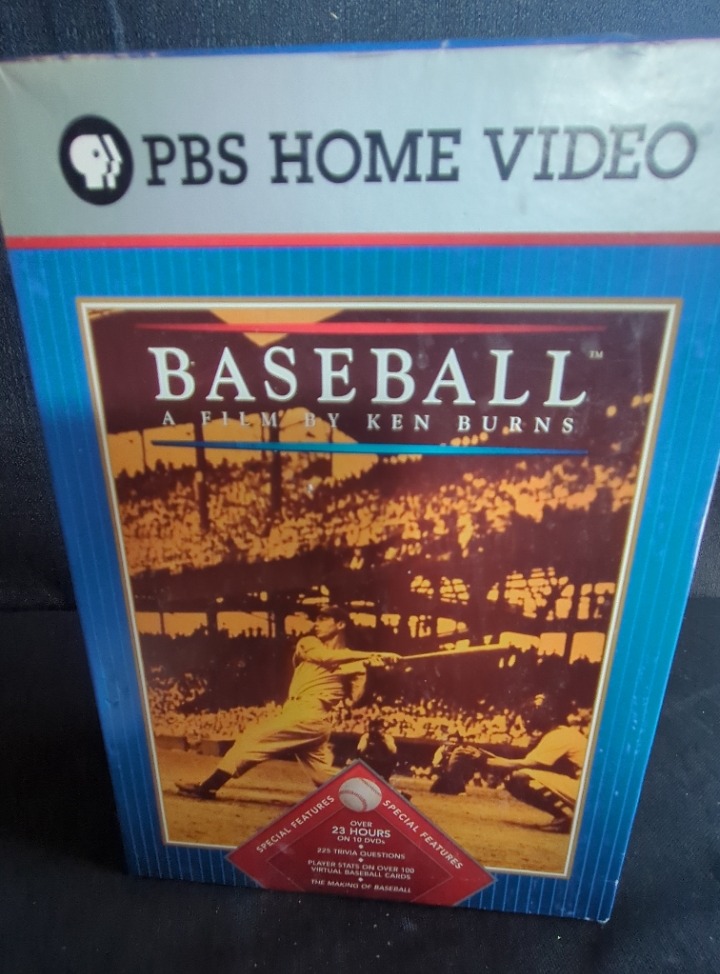 PBS HOME VIDEO
BASEBALL™
A FILM BY KEN BURNS
SPECIAL FEATURES
SPECIAL FEATURES
OVER
23 HOURS
ON 10 DVDs
225 TRIVIA QUESTIONS
PLAYER STATS ON OVER 100
VIRTUAL BASEBALL CARDS
THE MAKING OF BASEBALL